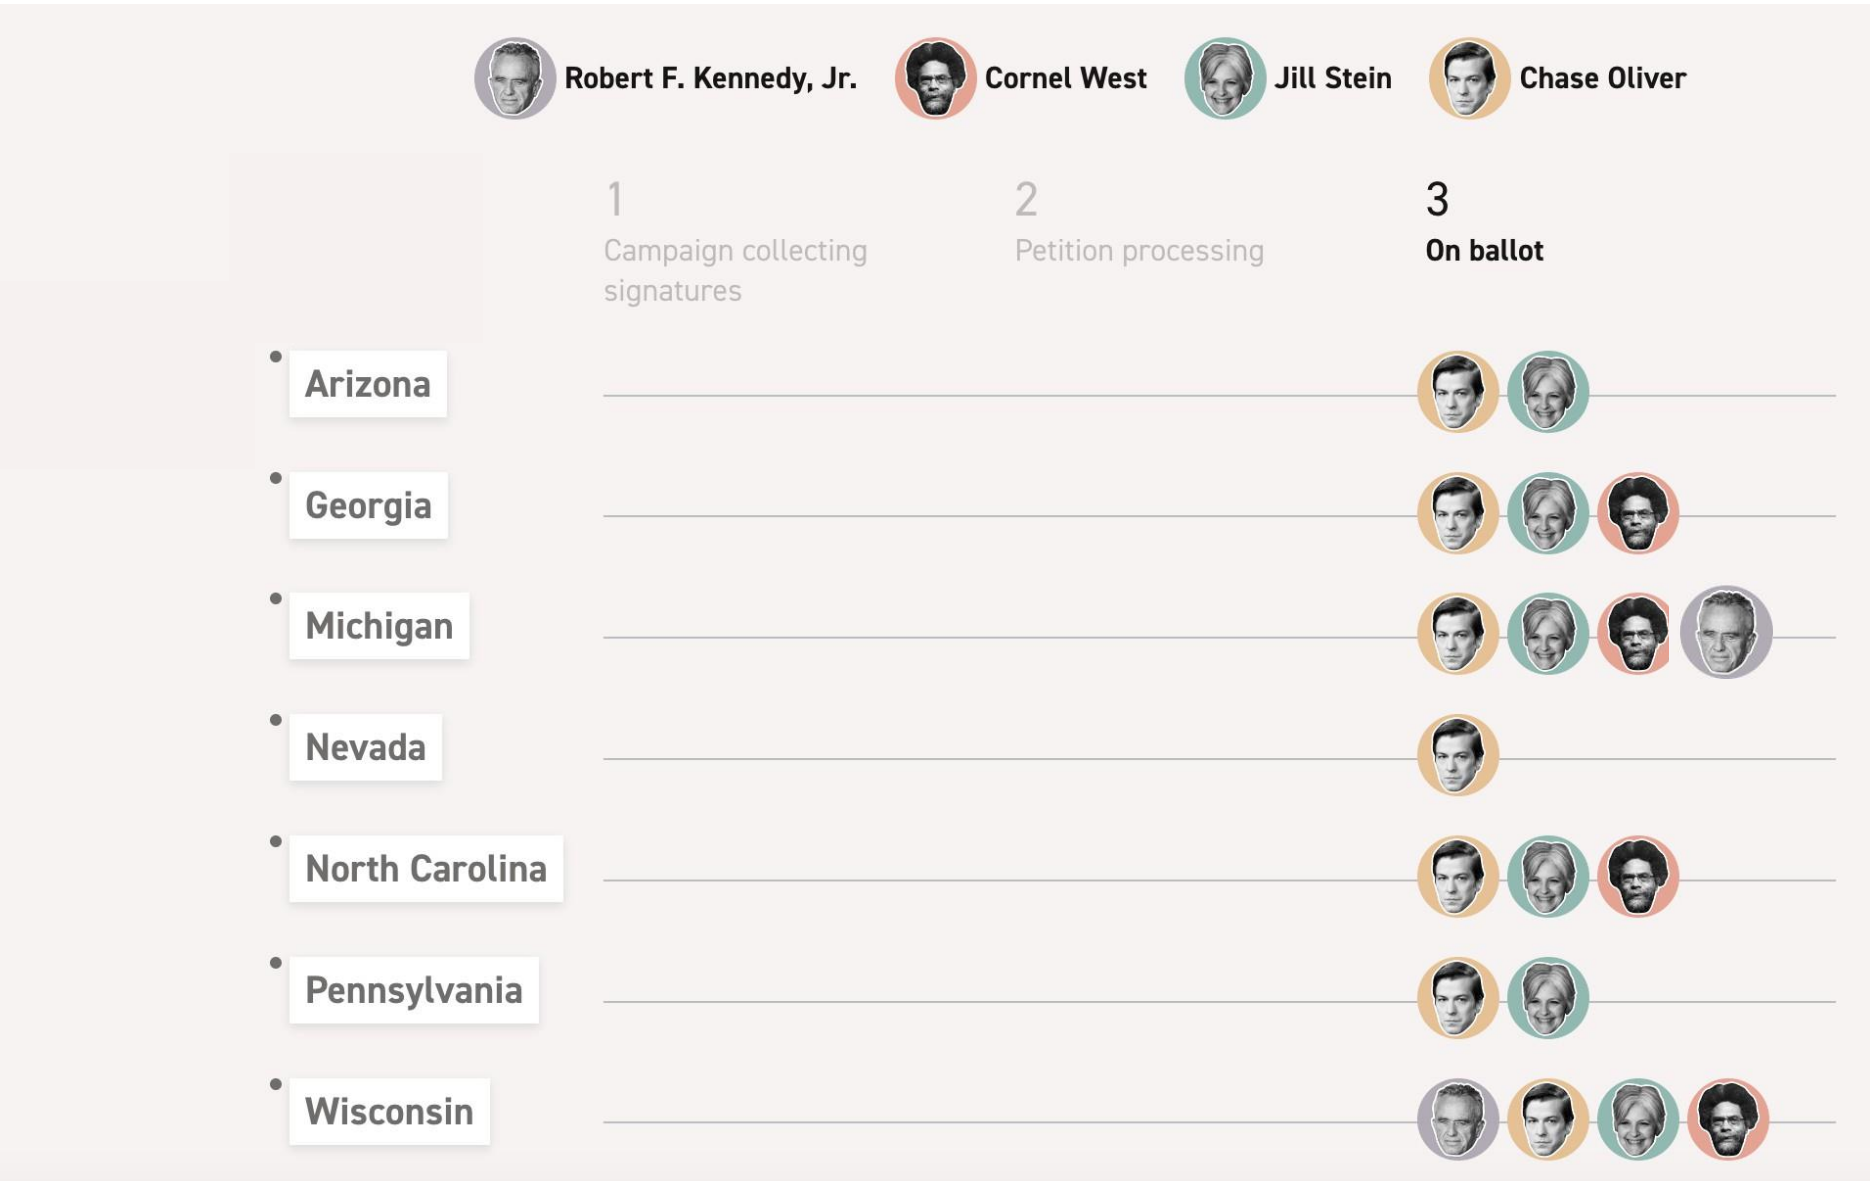 Robert F. Kennedy, Jr. Cornel West Jill Stein Chase Oliver
1 2 3
Campaign collecting Petition processing On ballot
signatures
Arizona
Georgia
Michigan
Nevada
North Carolina
Pennsylvania
Wisconsin